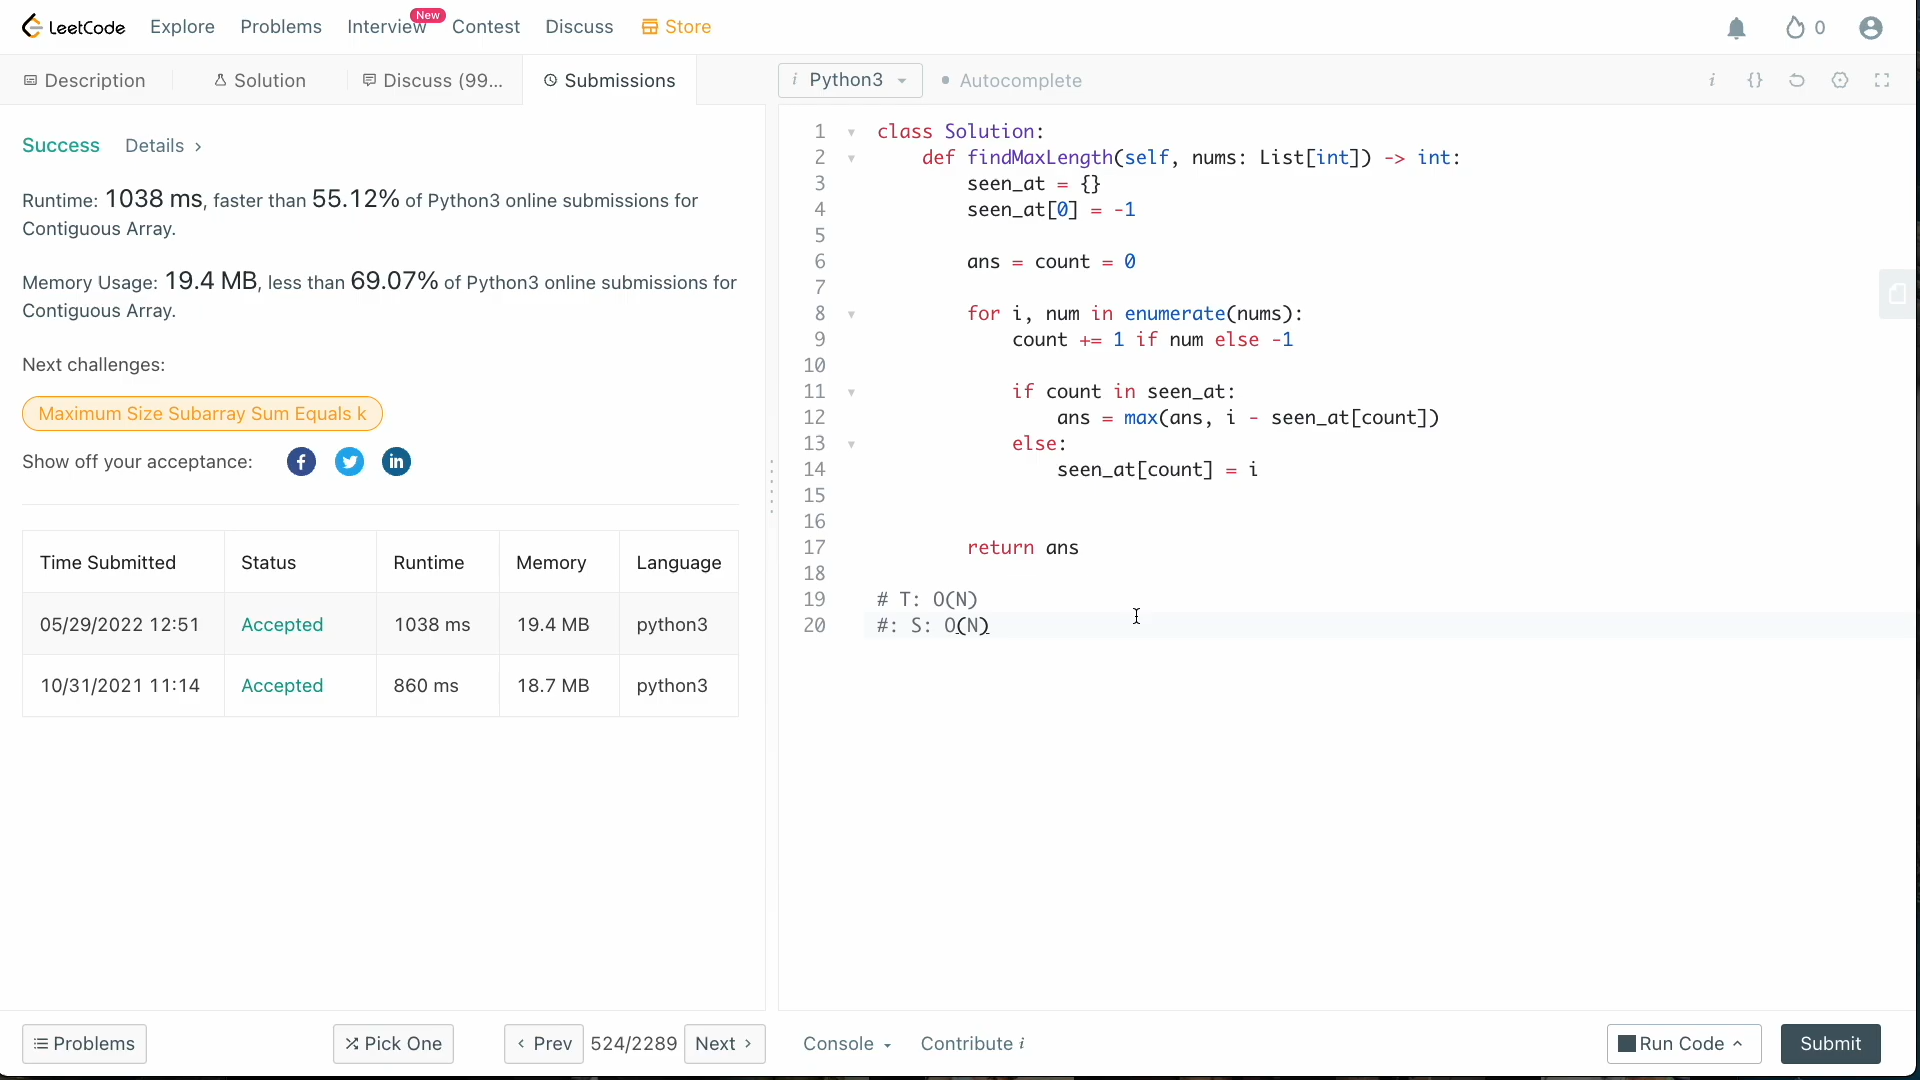 LeetCode Explore Problems Interview New Contest Discuss Store 0
Description Solution Discuss (99... Submissions
i Python3 Autocomplete i {}
Success Details >
Runtime: 1038 ms, faster than 55.12% of Python3 online submissions for
Contiguous Array.
Memory Usage: 19.4 MB, less than 69.07% of Python3 online submissions for
Contiguous Array.
Next challenges:
Maximum Size Subarray Sum Equals k
Show off your acceptance: f in
Time Submitted Status Runtime Memory Language
05/29/2022 12:51 Accepted 1038 ms 19.4 MB python3
10/31/2021 11:14 Accepted 860 ms 18.7 MB python3
1 class Solution:
2 def findMaxLength(self, nums: List[int]) -> int:
3 seen_at = {}
4 seen_at[0] = -1
5
6 ans = count = 0
7
8 for i, num in enumerate(nums):
9 count += 1 if num else -1
10
11 if count in seen_at:
12 ans = max(ans, i - seen_at[count])
13 else:
14 seen_at[count] = i
15
16
17 return ans
18
19 # T: O(N)
20 #: S: O(N)
Problems Pick One < Prev 524/2289 Next >
Console Contribute i Run Code Submit